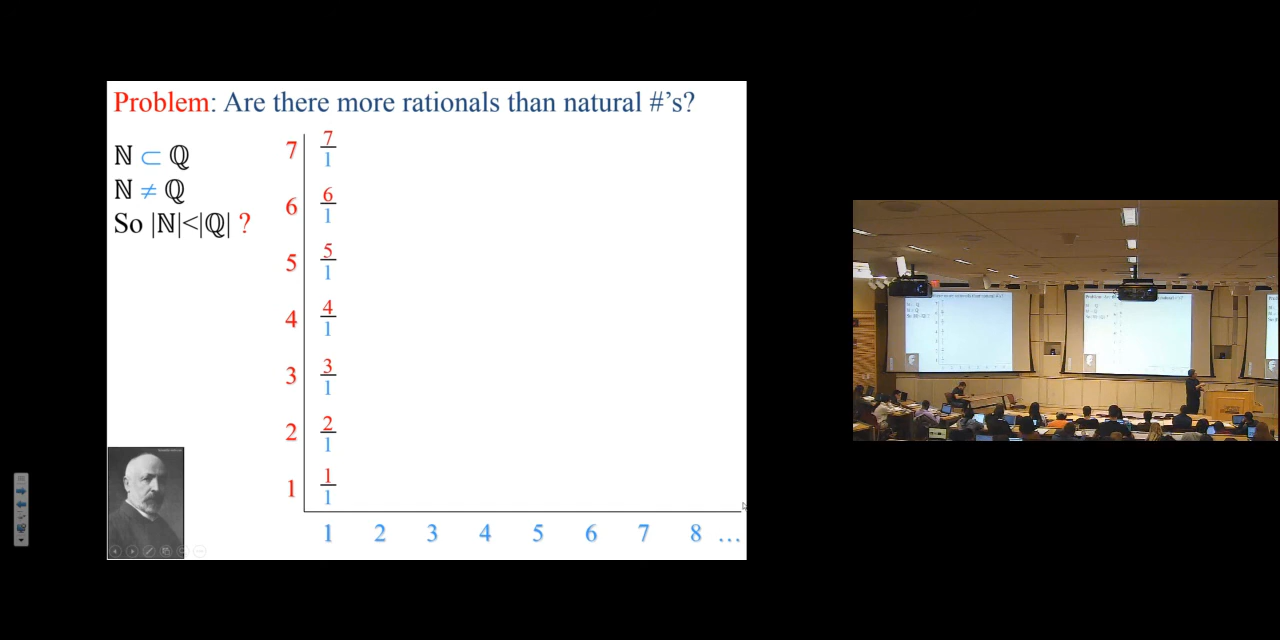 Problem: Are there more rationals than natural #'s?
ℕ ⊂ ℚ
ℕ ≠ ℚ
So |ℕ|<|ℚ| ?
7 7/1
6 6/1
5 5/1
4 4/1
3 3/1
2 2/1
1 1/1
1 2 3 4 5 6 7 8 …